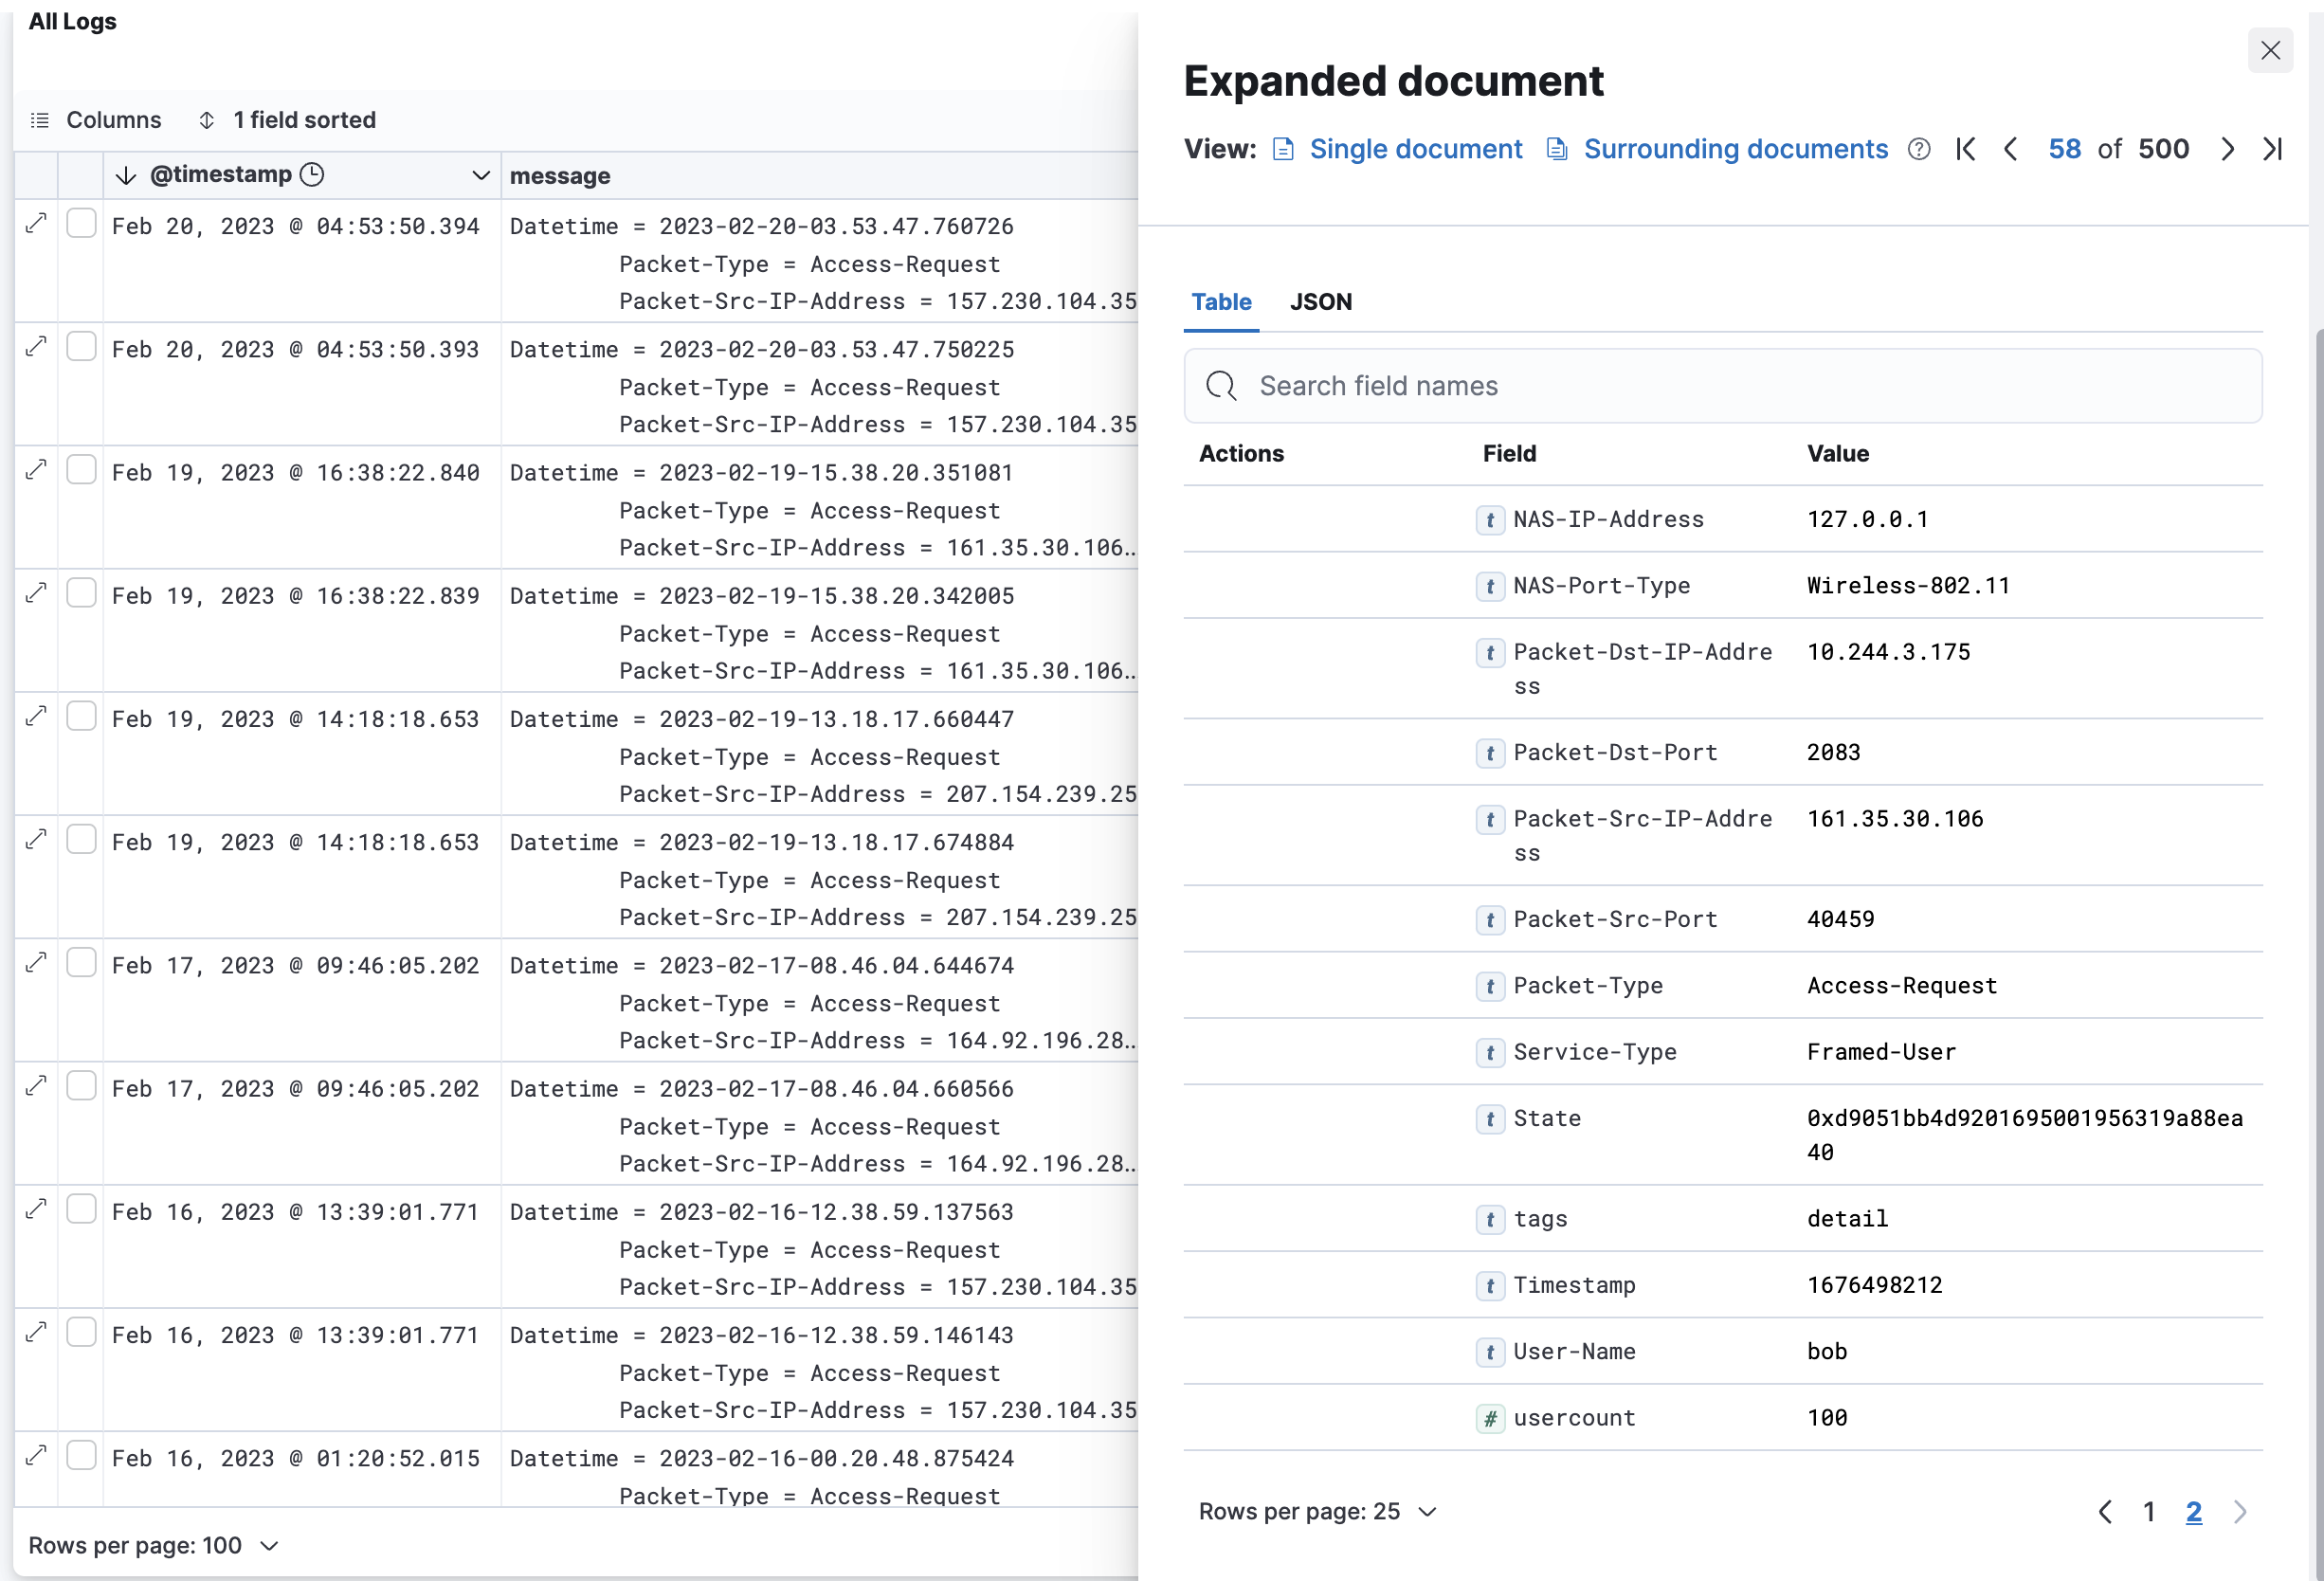 All Logs
Columns 1 field sorted
@timestamp message
Feb 20, 2023 @ 04:53:50.394 Datetime = 2023-02-20-03.53.47.760726
Packet-Type = Access-Request
Packet-Src-IP-Address = 157.230.104.35
Feb 20, 2023 @ 04:53:50.393 Datetime = 2023-02-20-03.53.47.750225
Packet-Type = Access-Request
Packet-Src-IP-Address = 157.230.104.35
Feb 19, 2023 @ 16:38:22.840 Datetime = 2023-02-19-15.38.20.351081
Packet-Type = Access-Request
Packet-Src-IP-Address = 161.35.30.106…
Feb 19, 2023 @ 16:38:22.839 Datetime = 2023-02-19-15.38.20.342005
Packet-Type = Access-Request
Packet-Src-IP-Address = 161.35.30.106…
Feb 19, 2023 @ 14:18:18.653 Datetime = 2023-02-19-13.18.17.660447
Packet-Type = Access-Request
Packet-Src-IP-Address = 207.154.239.25
Feb 19, 2023 @ 14:18:18.653 Datetime = 2023-02-19-13.18.17.674884
Packet-Type = Access-Request
Packet-Src-IP-Address = 207.154.239.25
Feb 17, 2023 @ 09:46:05.202 Datetime = 2023-02-17-08.46.04.644674
Packet-Type = Access-Request
Packet-Src-IP-Address = 164.92.196.28…
Feb 17, 2023 @ 09:46:05.202 Datetime = 2023-02-17-08.46.04.660566
Packet-Type = Access-Request
Packet-Src-IP-Address = 164.92.196.28…
Feb 16, 2023 @ 13:39:01.771 Datetime = 2023-02-16-12.38.59.137563
Packet-Type = Access-Request
Packet-Src-IP-Address = 157.230.104.35
Feb 16, 2023 @ 13:39:01.771 Datetime = 2023-02-16-12.38.59.146143
Packet-Type = Access-Request
Packet-Src-IP-Address = 157.230.104.35
Feb 16, 2023 @ 01:20:52.015 Datetime = 2023-02-16-00.20.48.875424
Packet-Type = Access-Request
Rows per page: 100
Expanded document
View: Single document Surrounding documents 58 of 500
Table JSON
Search field names
Actions Field Value
t NAS-IP-Address 127.0.0.1
t NAS-Port-Type Wireless-802.11
t Packet-Dst-IP-Addre 10.244.3.175
ss
t Packet-Dst-Port 2083
t Packet-Src-IP-Addre 161.35.30.106
ss
t Packet-Src-Port 40459
t Packet-Type Access-Request
t Service-Type Framed-User
t State 0xd9051bb4d9201695001956319a88ea
40
t tags detail
t Timestamp 1676498212
t User-Name bob
# usercount 100
Rows per page: 25 1 2